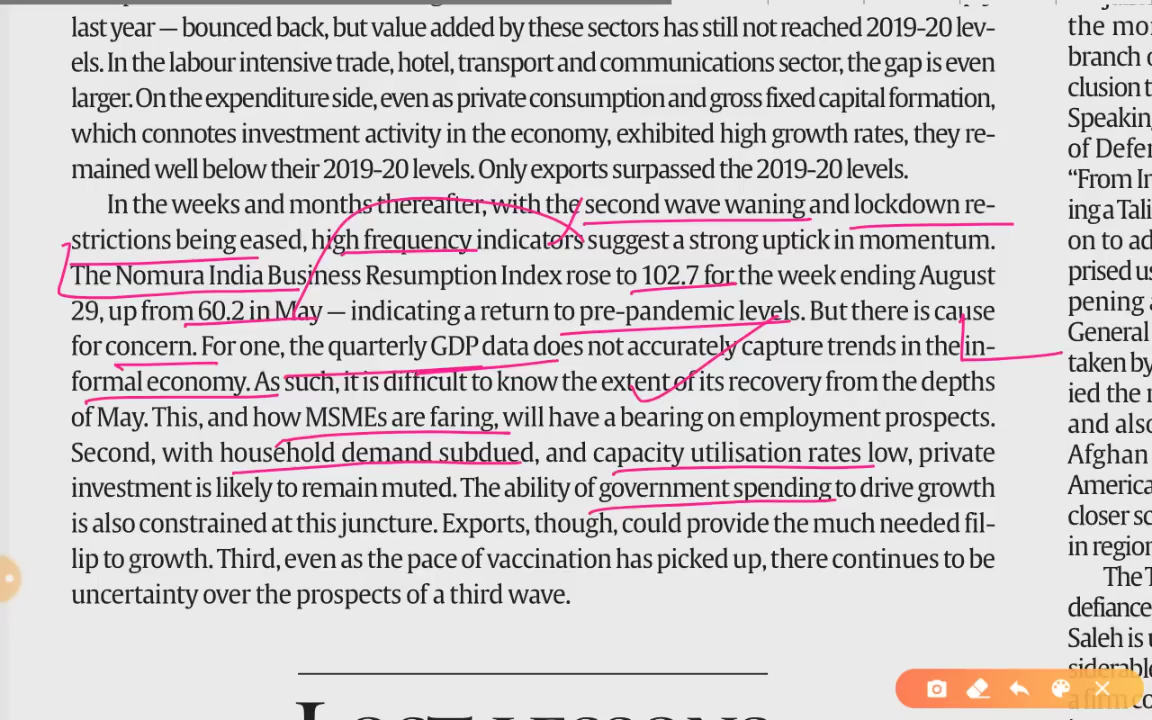 last year — bounced back, but value added by these sectors has still not reached 2019-20 lev-
els. In the labour intensive trade, hotel, transport and communications sector, the gap is even
larger. On the expenditure side, even as private consumption and gross fixed capital formation,
which connotes investment activity in the economy, exhibited high growth rates, they re-
mained well below their 2019-20 levels. Only exports surpassed the 2019-20 levels.
In the weeks and months thereafter, with the second wave waning and lockdown re-
strictions being eased, high frequency indicators suggest a strong uptick in momentum.
The Nomura India Business Resumption Index rose to 102.7 for the week ending August
29, up from 60.2 in May — indicating a return to pre-pandemic levels. But there is cause
for concern. For one, the quarterly GDP data does not accurately capture trends in the in-
formal economy. As such, it is difficult to know the extent of its recovery from the depths
of May. This, and how MSMEs are faring, will have a bearing on employment prospects.
Second, with household demand subdued, and capacity utilisation rates low, private
investment is likely to remain muted. The ability of government spending to drive growth
is also constrained at this juncture. Exports, though, could provide the much needed fil-
lip to growth. Third, even as the pace of vaccination has picked up, there continues to be
uncertainty over the prospects of a third wave.
the mor
branch o
clusion t
Speaking
of Defen
"From In
ing a Tali
on to ad
prised us
pening a
General
taken by
ied the n
and also
Afghan
America
closer sc
in region
The T
defiance
Saleh is u
siderable
a firm co